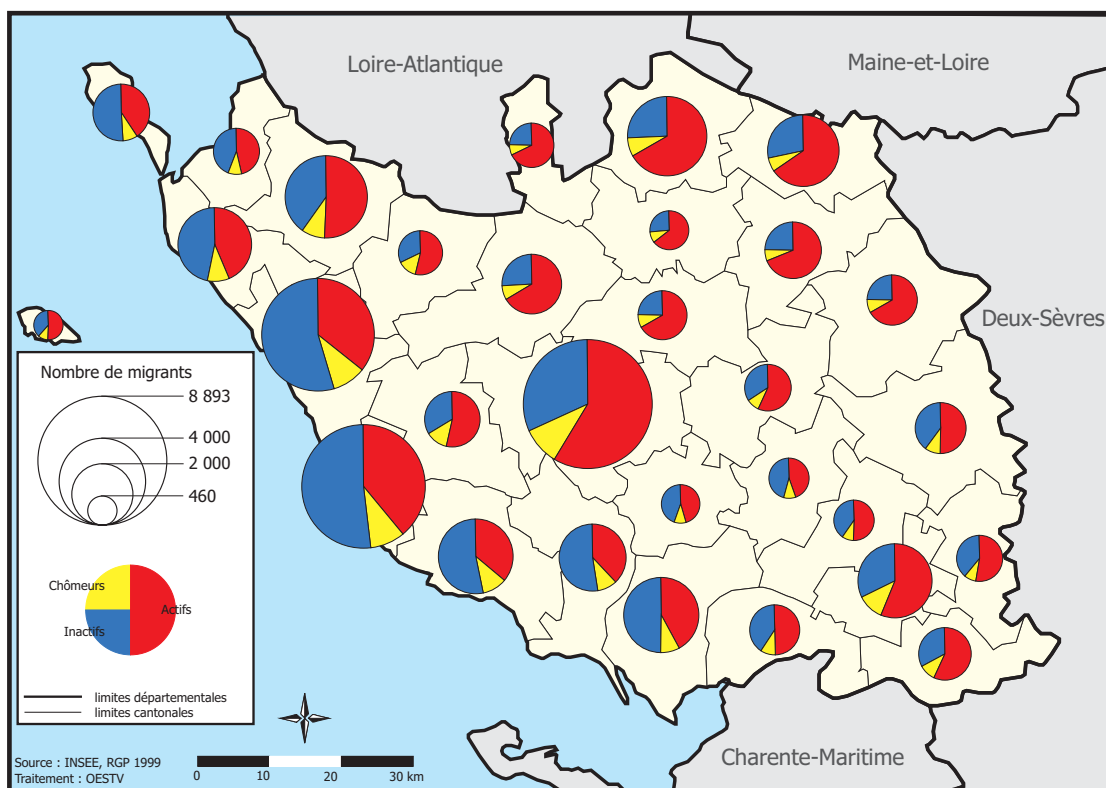 Loire-Atlantique
Maine-et-Loire
Deux-Sèvres
Nombre de migrants
8 893
4 000
2 000
460
Chômeurs
Actifs
Inactifs
limites départementales
limites cantonales
Source : INSEE, RGP 1999
Traitement : OESTV
0 10 20 30 km
Charente-Maritime